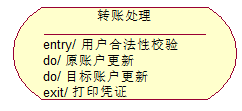 转账处理
entry/ 用户合法性校验
do/ 原账户更新
do/ 目标账户更新
exit/ 打印凭证